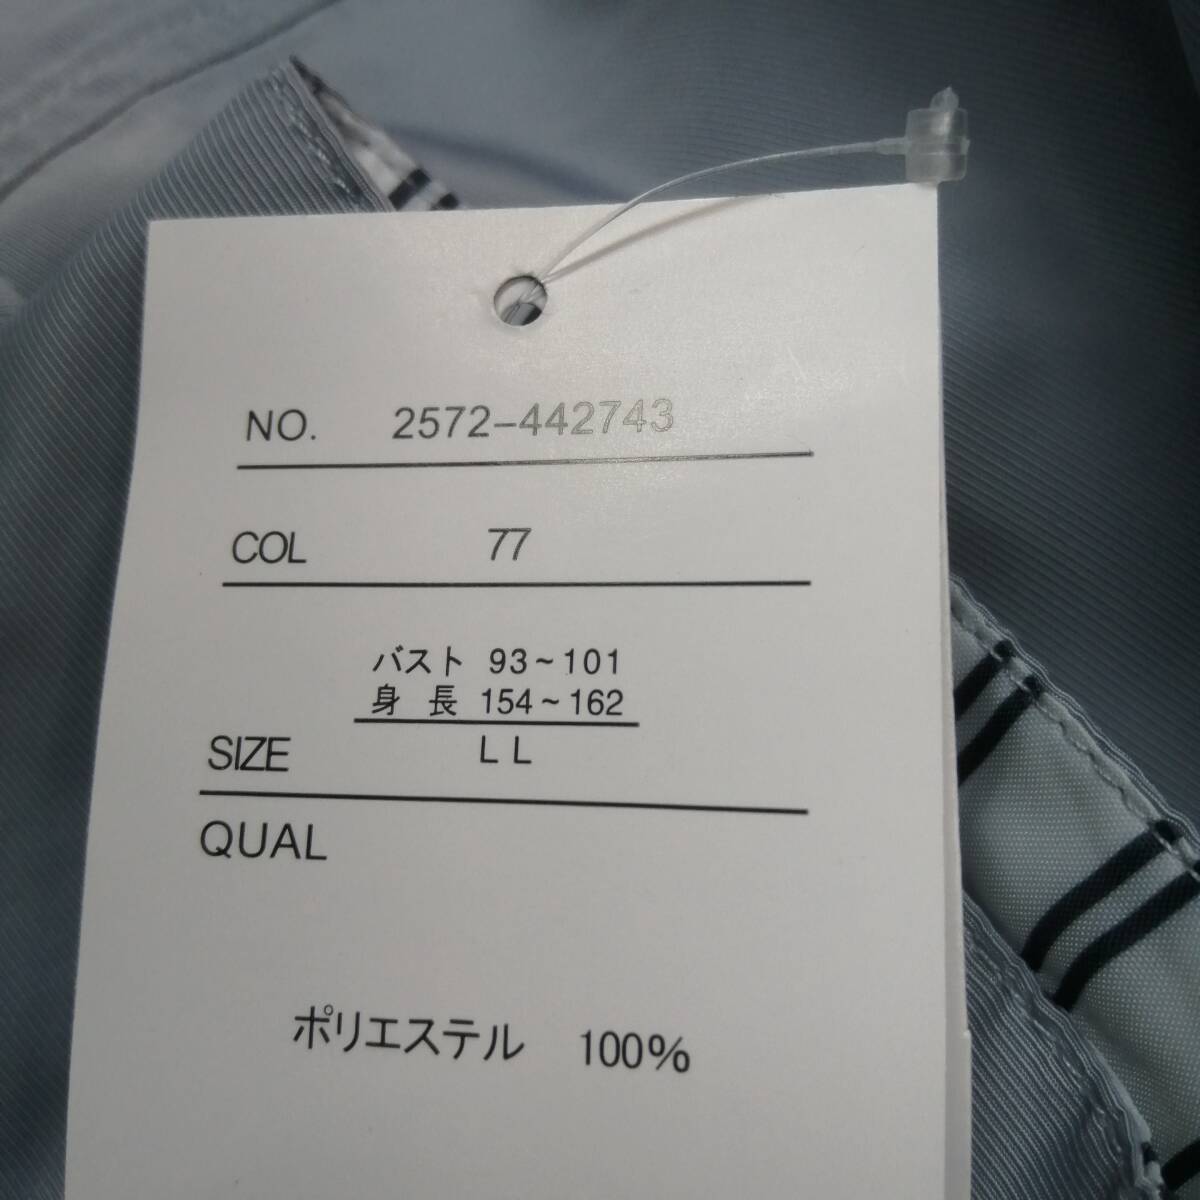 NO. 2572-442743
COL 77
バスト 93~101
身長 154~162
SIZE LL
QUAL
ポリエステル 100%